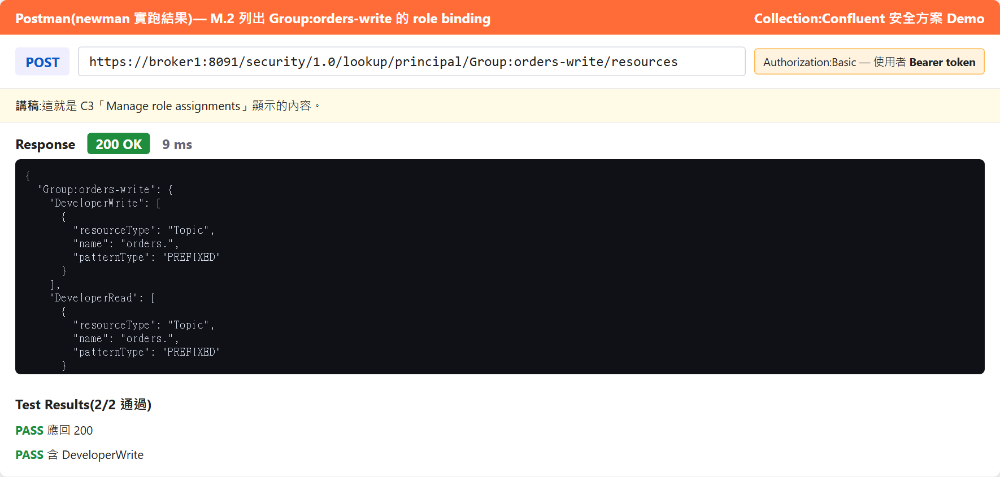 Postman(newman 實跑結果)— M.2 列出 Group:orders-write 的 role binding
Collection:Confluent 安全方案 Demo
POST
https://broker1:8091/security/1.0/lookup/principal/Group:orders-write/resources
Authorization:Basic — 使用者 Bearer token
講稿:這就是 C3「Manage role assignments」顯示的內容。
Response 200 OK 9 ms
{
  "Group:orders-write": {
    "DeveloperWrite": [
      {
        "resourceType": "Topic",
        "name": "orders.",
        "patternType": "PREFIXED"
      }
    ],
    "DeveloperRead": [
      {
        "resourceType": "Topic",
        "name": "orders.",
        "patternType": "PREFIXED"
      }
Test Results(2/2 通過)
PASS 應回 200
PASS 含 DeveloperWrite